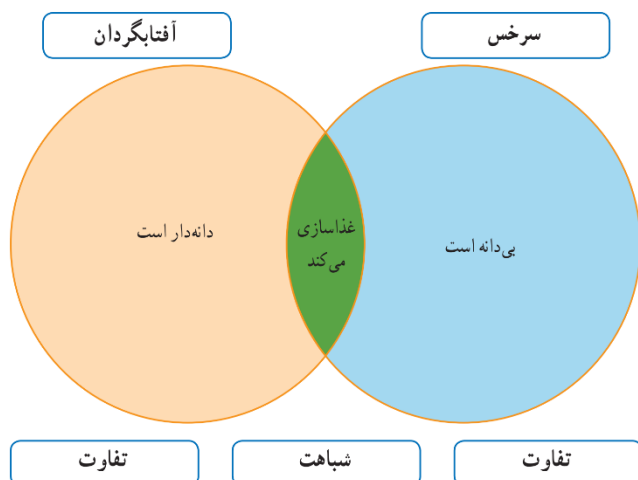 سرخس
آفتابگردان
بی‌دانه است
غذاسازی
می‌کند
دانه‌دار است
تفاوت
شباهت
تفاوت